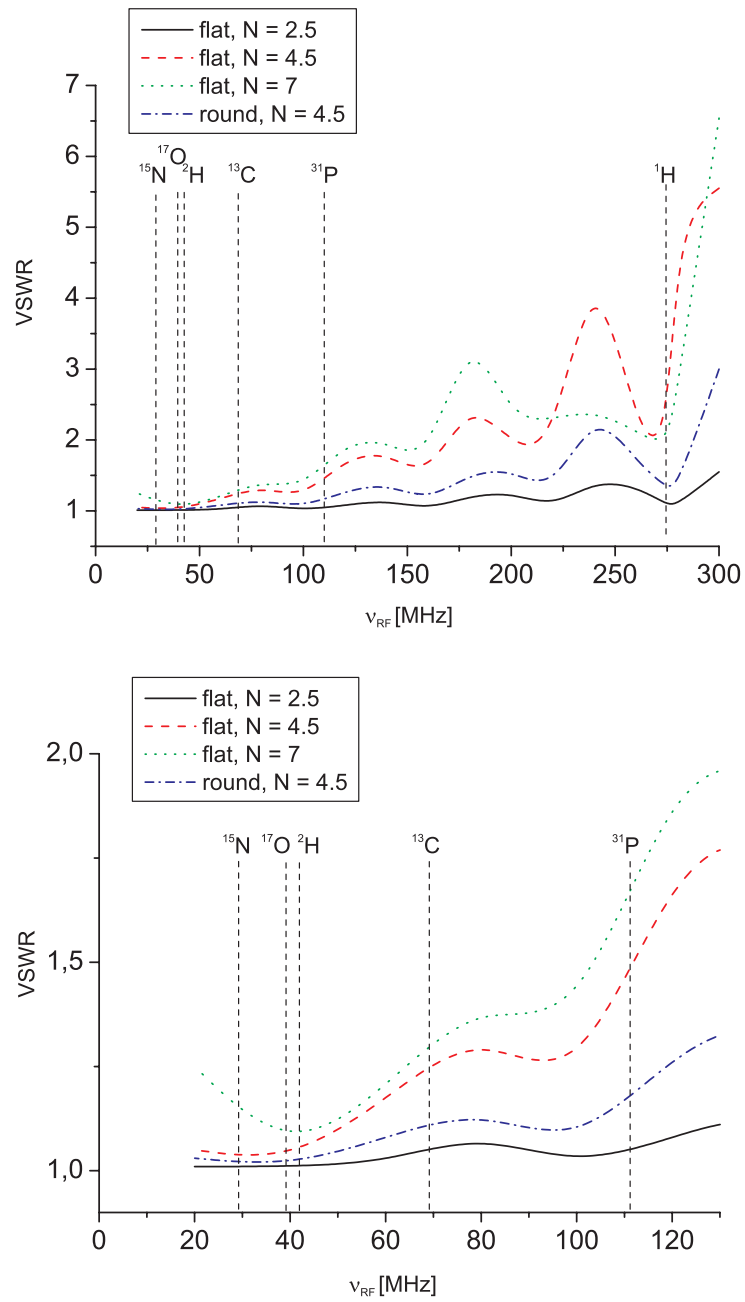 flat, N = 2.5
flat, N = 4.5
flat, N = 7
round, N = 4.5
7
6
5
4
3
2
1
VSWR
¹⁵N
¹⁷O
²H
¹³C
³¹P
¹H
0 50 100 150 200 250 300
ν_RF [MHz]
flat, N = 2.5
flat, N = 4.5
flat, N = 7
round, N = 4.5
2,0
1,5
1,0
VSWR
¹⁵N ¹⁷O ²H ¹³C ³¹P
0 20 40 60 80 100 120
ν_RF [MHz]